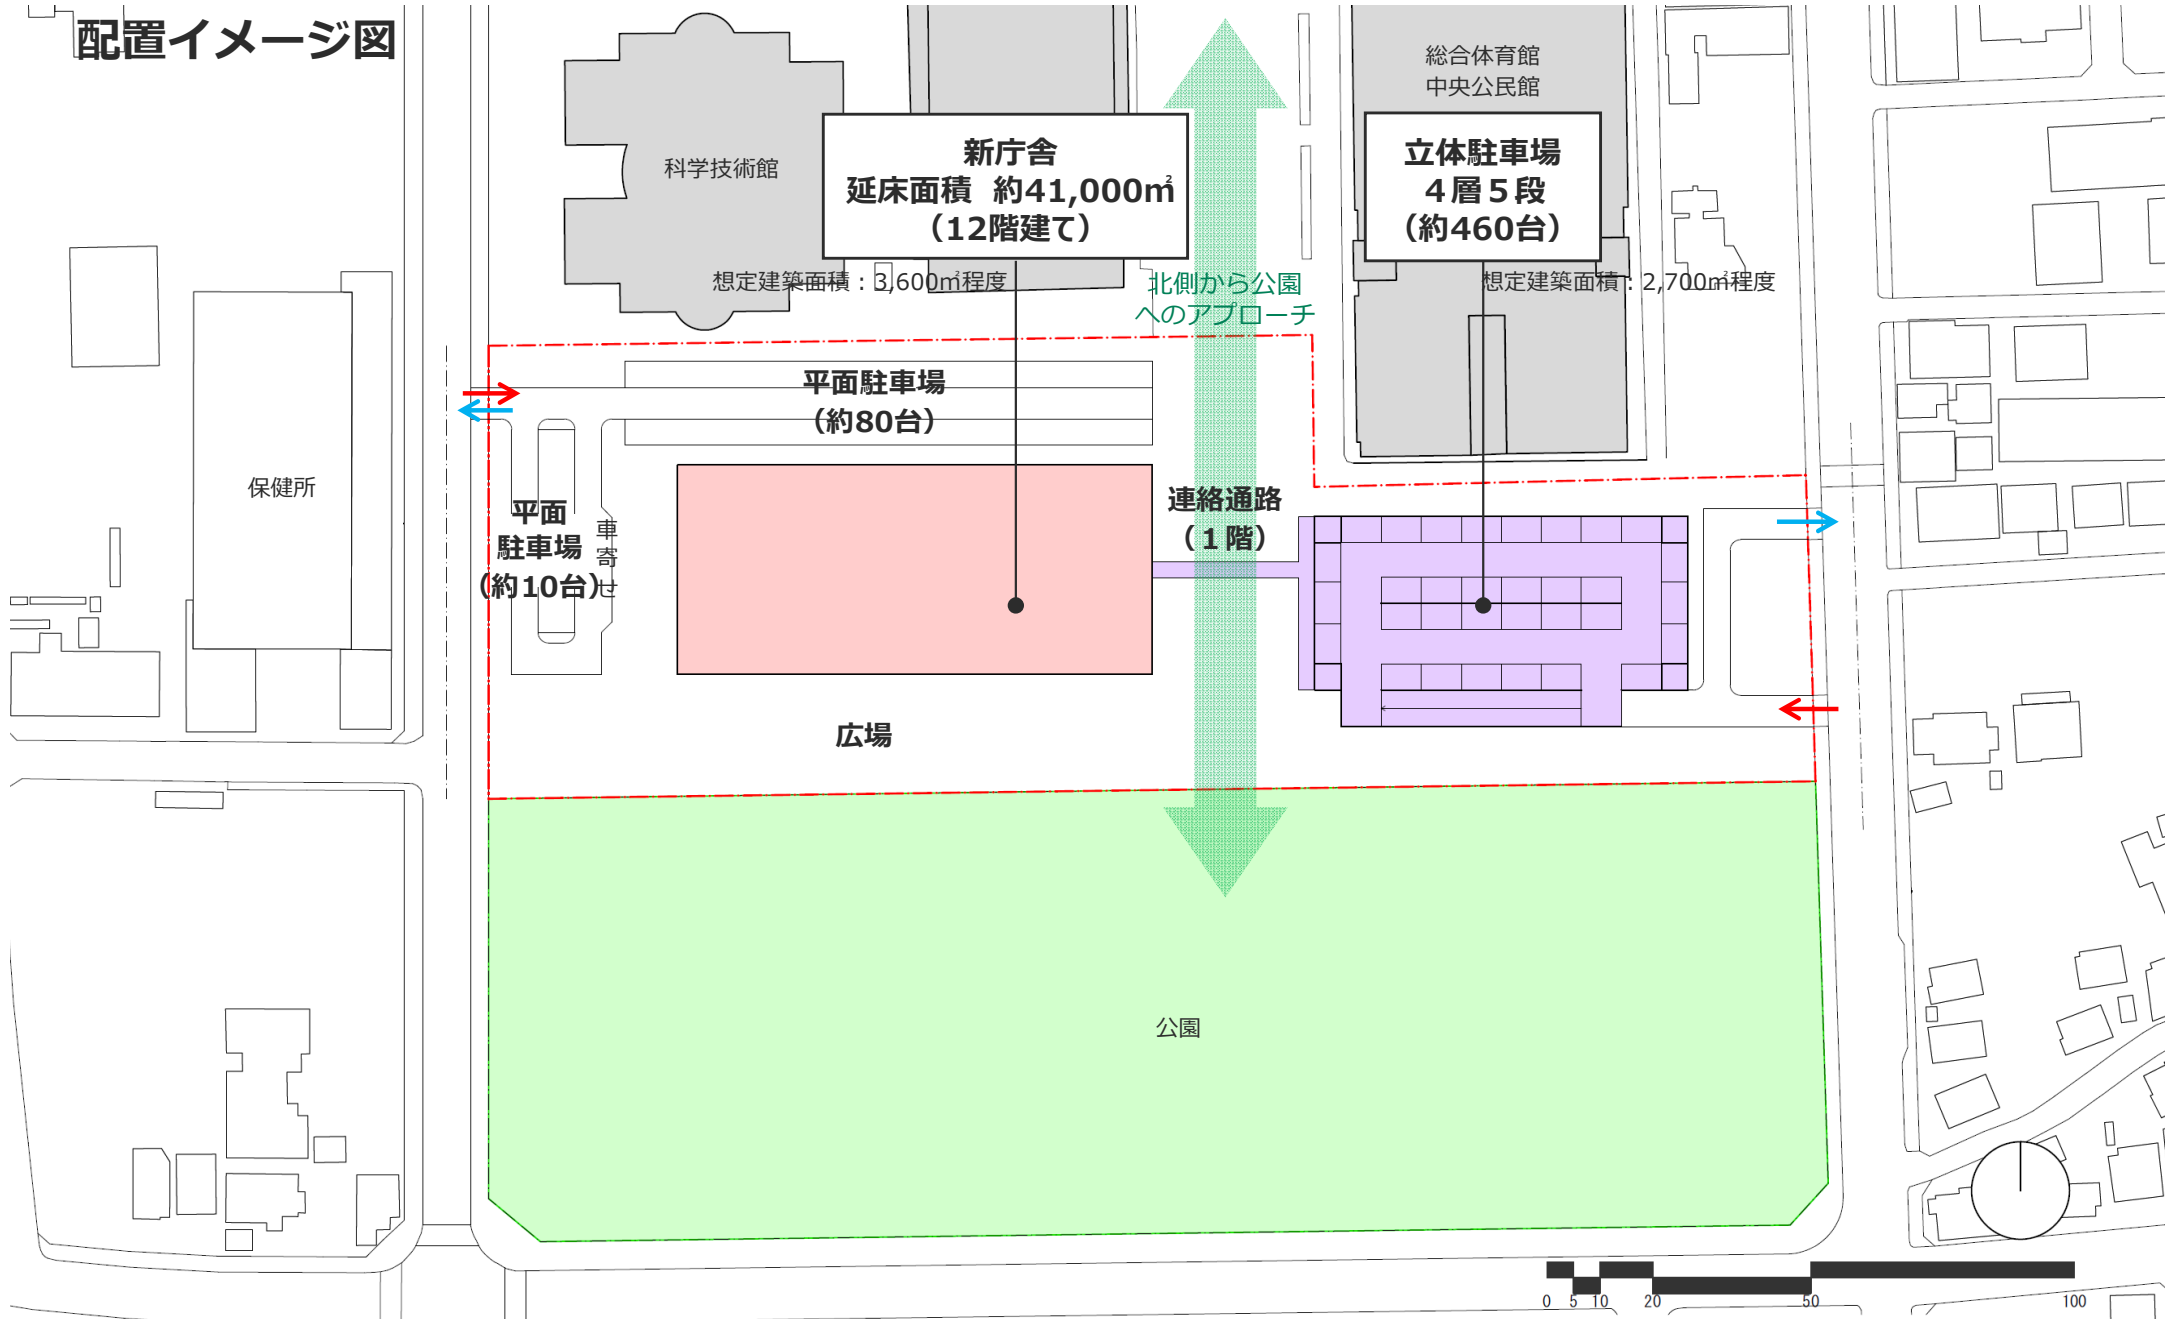 配置イメージ図
総合体育館
中央公民館
科学技術館
新庁舎
延床面積 約41,000㎡
（12階建て）
立体駐車場
４層５段
（約460台）
想定建築面積：3,600㎡程度
北側から公園
へのアプローチ
想定建築面積：2,700㎡程度
平面駐車場
（約80台）
保健所
平面
駐車場
（約10台）
車寄せ
連絡通路
（１階）
広場
公園
0 5 10 20 50 100